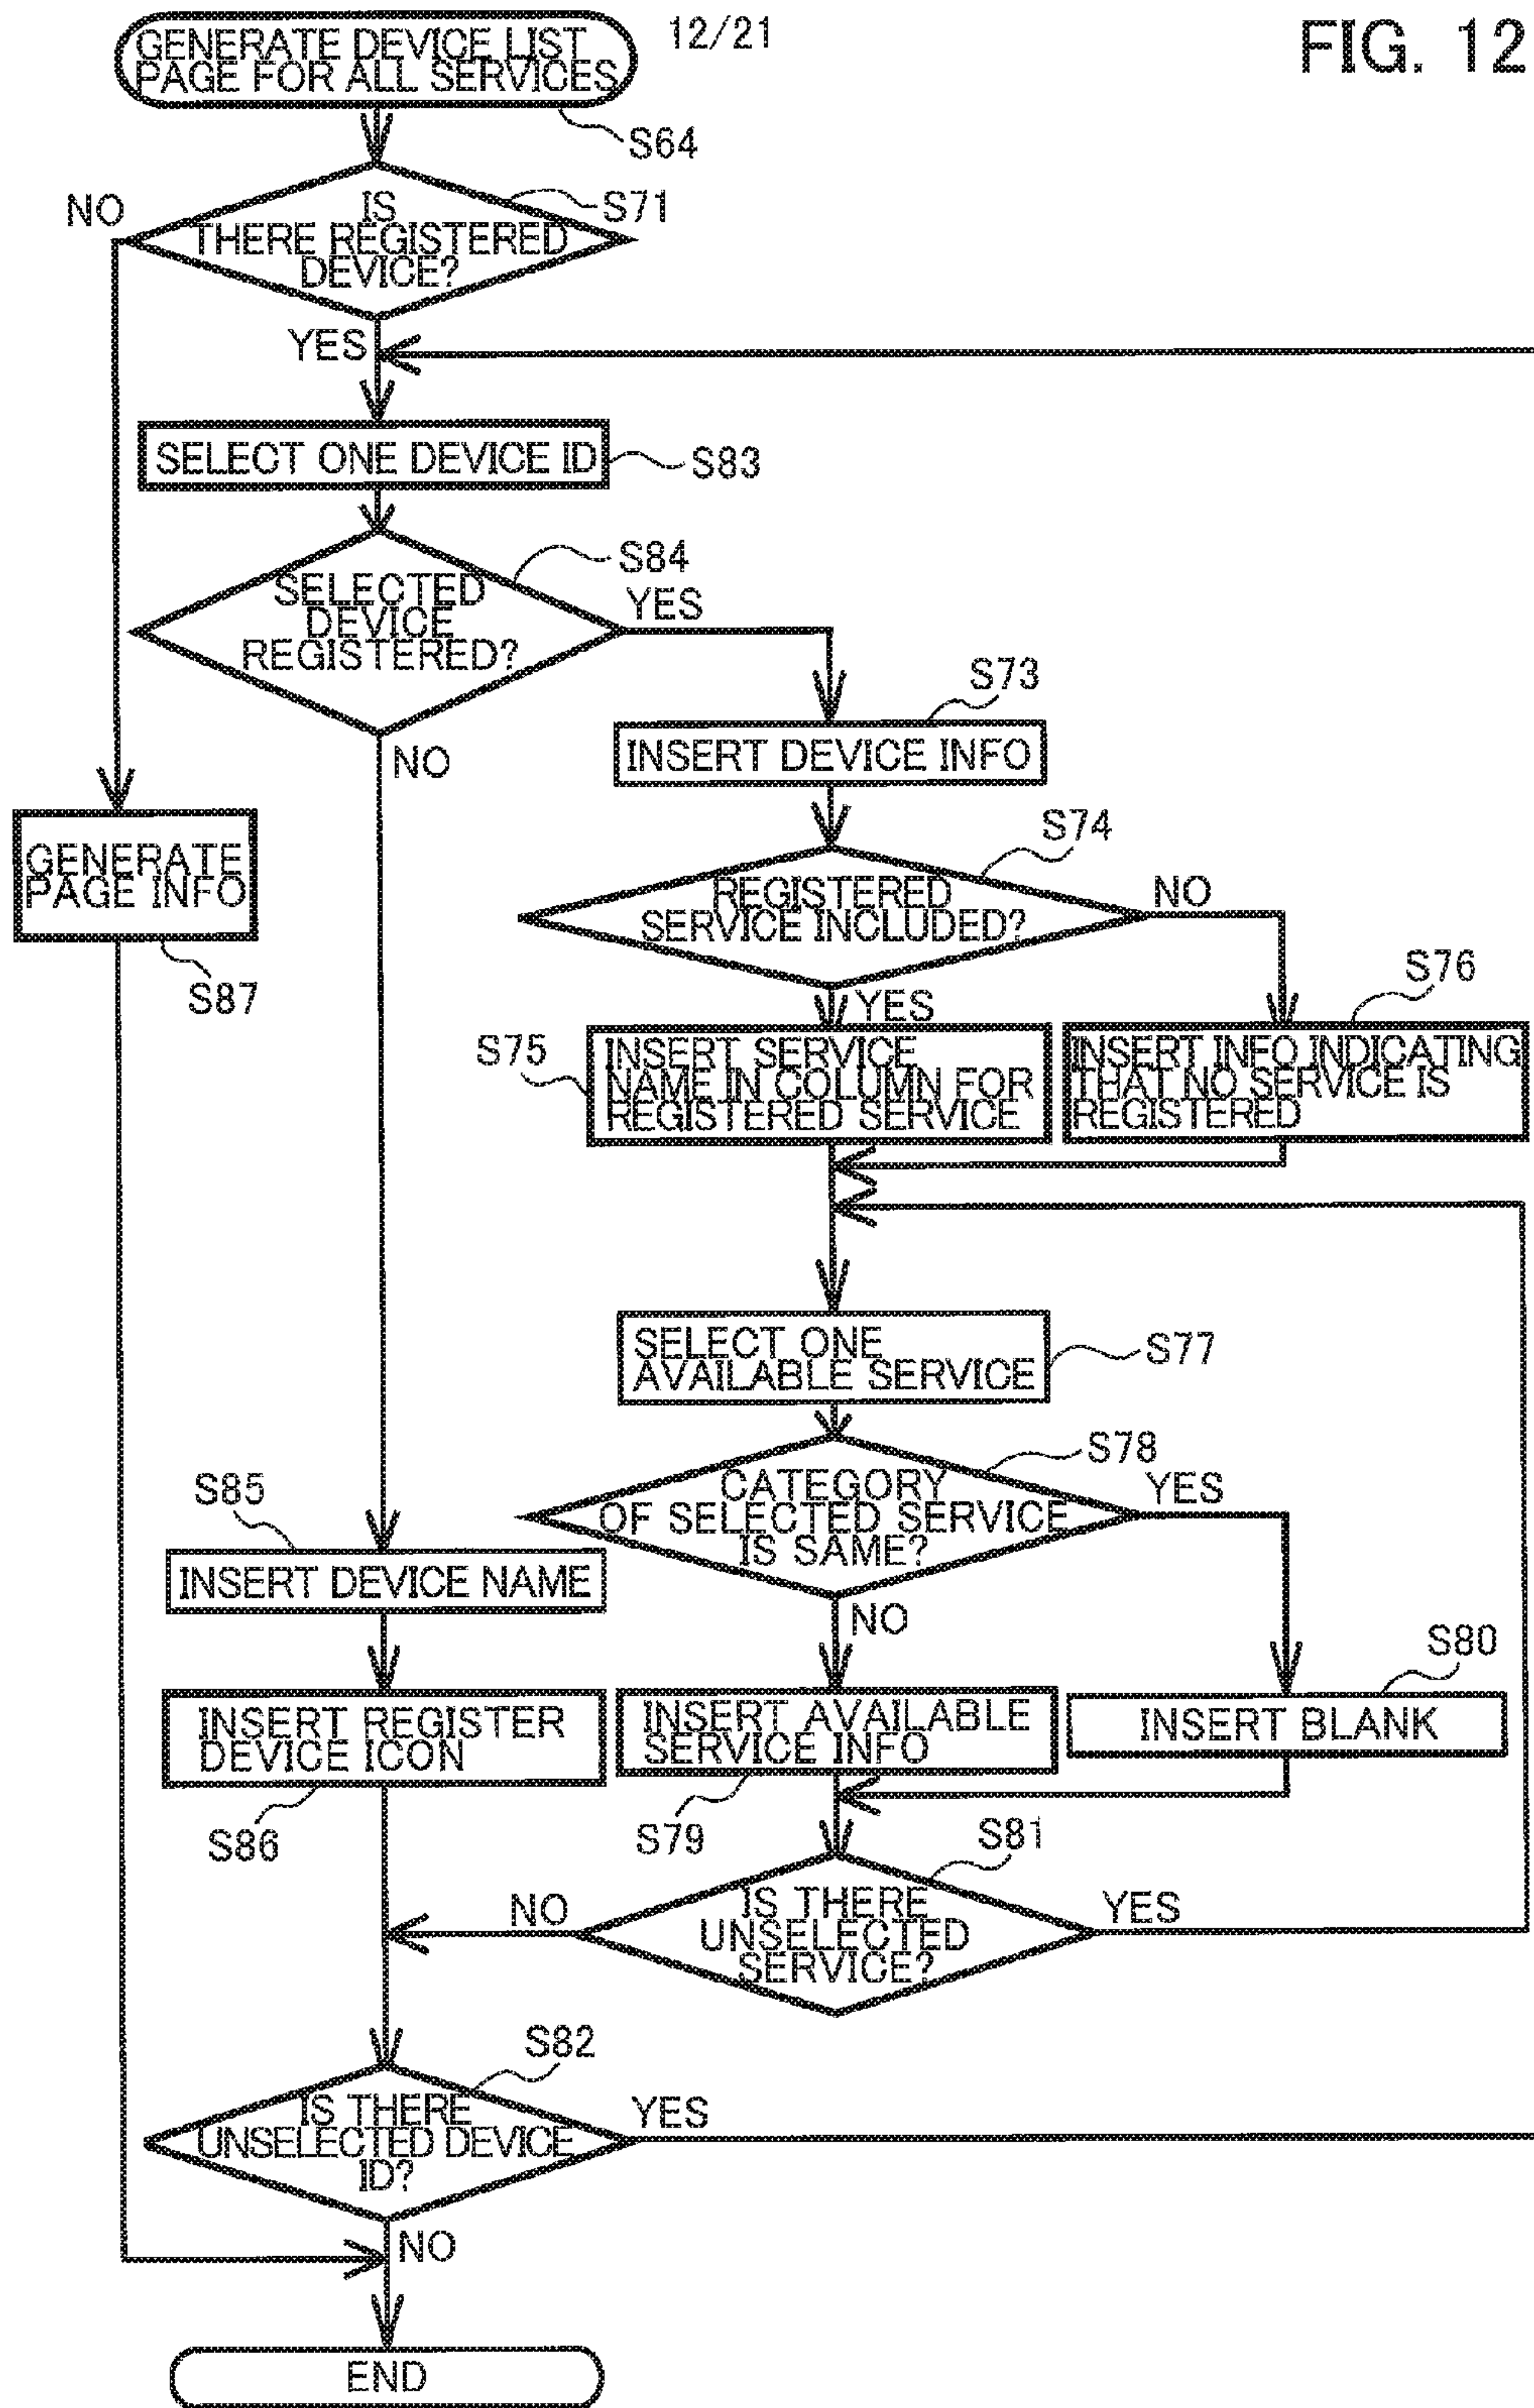 12/21
FIG. 12
GENERATE DEVICE LIST
PAGE FOR ALL SERVICES
S64
IS
THERE REGISTERED
DEVICE?
S71
NO
YES
SELECT ONE DEVICE ID
S83
SELECTED
DEVICE
REGISTERED?
S84
YES
NO
S73
INSERT DEVICE INFO
GENERATE
PAGE INFO
S87
S74
REGISTERED
SERVICE INCLUDED?
NO
YES
S75
INSERT SERVICE
NAME IN COLUMN FOR
REGISTERED SERVICE
S76
INSERT INFO INDICATING
THAT NO SERVICE IS
REGISTERED
SELECT ONE
AVAILABLE SERVICE
S77
S78
CATEGORY
OF SELECTED SERVICE
IS SAME?
YES
NO
S85
INSERT DEVICE NAME
INSERT REGISTER
DEVICE ICON
S86
INSERT AVAILABLE
SERVICE INFO
S79
S80
INSERT BLANK
S81
IS THERE
UNSELECTED
SERVICE?
NO
YES
S82
IS THERE
UNSELECTED DEVICE
ID?
YES
NO
END